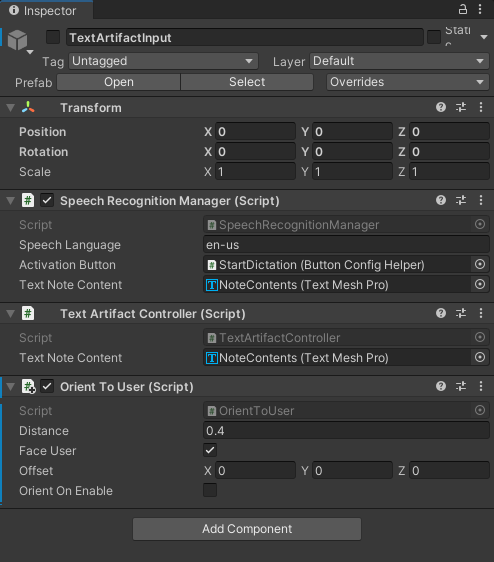 Inspector
TextArtifactInput
Static
Tag Untagged Layer Default
Prefab Open Select Overrides
Transform
Position X 0 Y 0 Z 0
Rotation X 0 Y 0 Z 0
Scale X 1 Y 1 Z 1
Speech Recognition Manager (Script)
Script SpeechRecognitionManager
Speech Language en-us
Activation Button StartDictation (Button Config Helper)
Text Note Content NoteContents (Text Mesh Pro)
Text Artifact Controller (Script)
Script TextArtifactController
Text Note Content NoteContents (Text Mesh Pro)
Orient To User (Script)
Script OrientToUser
Distance 0.4
Face User
Offset X 0 Y 0 Z 0
Orient On Enable
Add Component